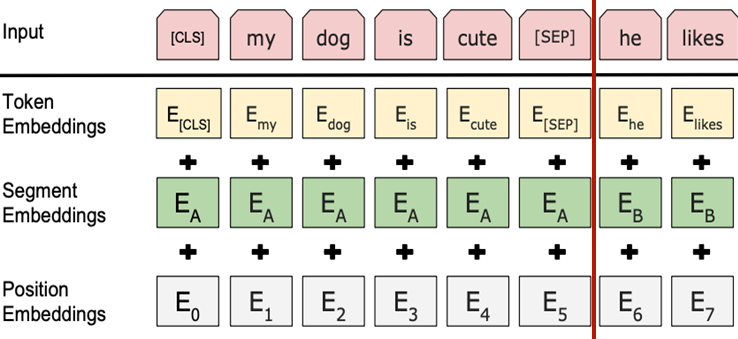 Input [CLS] my dog is cute [SEP] he likes
Token Embeddings E[CLS] Emy Edog Eis Ecute E[SEP] Ehe Elikes
+ + + + + + + +
Segment Embeddings EA EA EA EA EA EA EB EB
+ + + + + + + +
Position Embeddings E0 E1 E2 E3 E4 E5 E6 E7